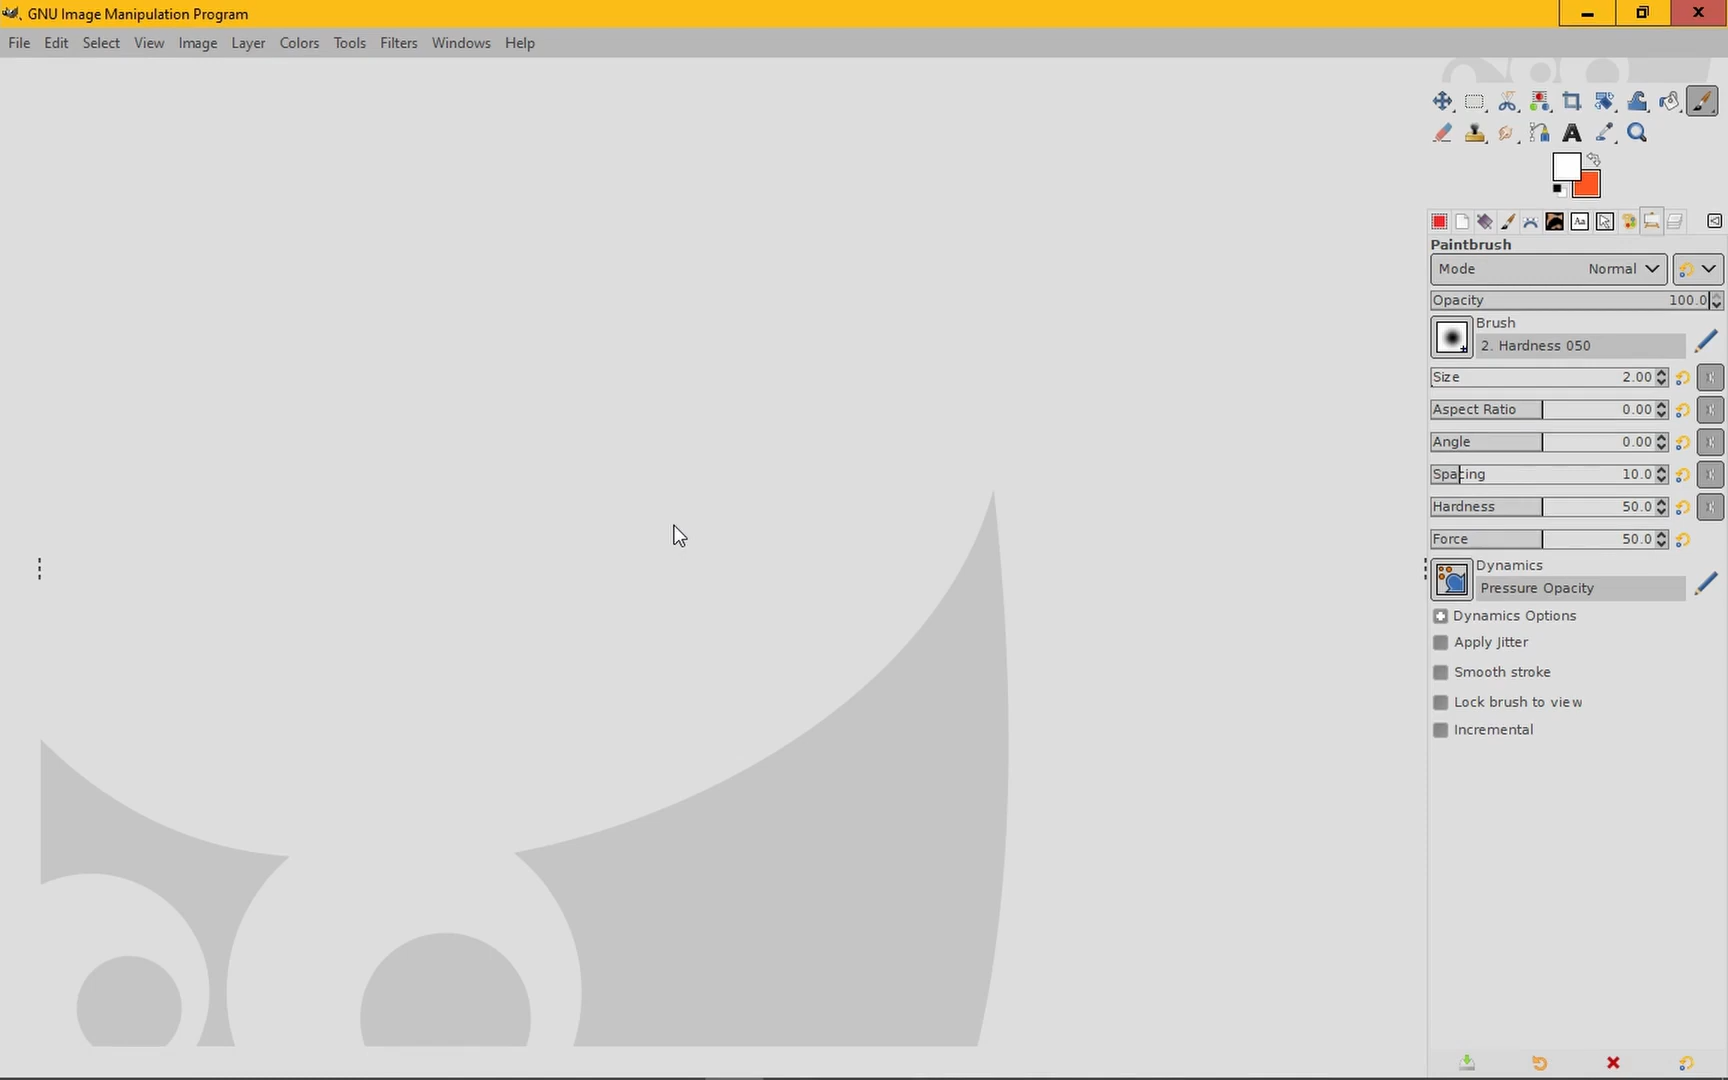 GNU Image Manipulation Program
File Edit Select View Image Layer Colors Tools Filters Windows Help
A
Aa
Paintbrush
Mode Normal
Opacity 100.0
Brush
2. Hardness 050
Size 2.00
Aspect Ratio 0.00
Angle 0.00
Spacing 10.0
Hardness 50.0
Force 50.0
Dynamics
Pressure Opacity
Dynamics Options
Apply Jitter
Smooth stroke
Lock brush to view
Incremental